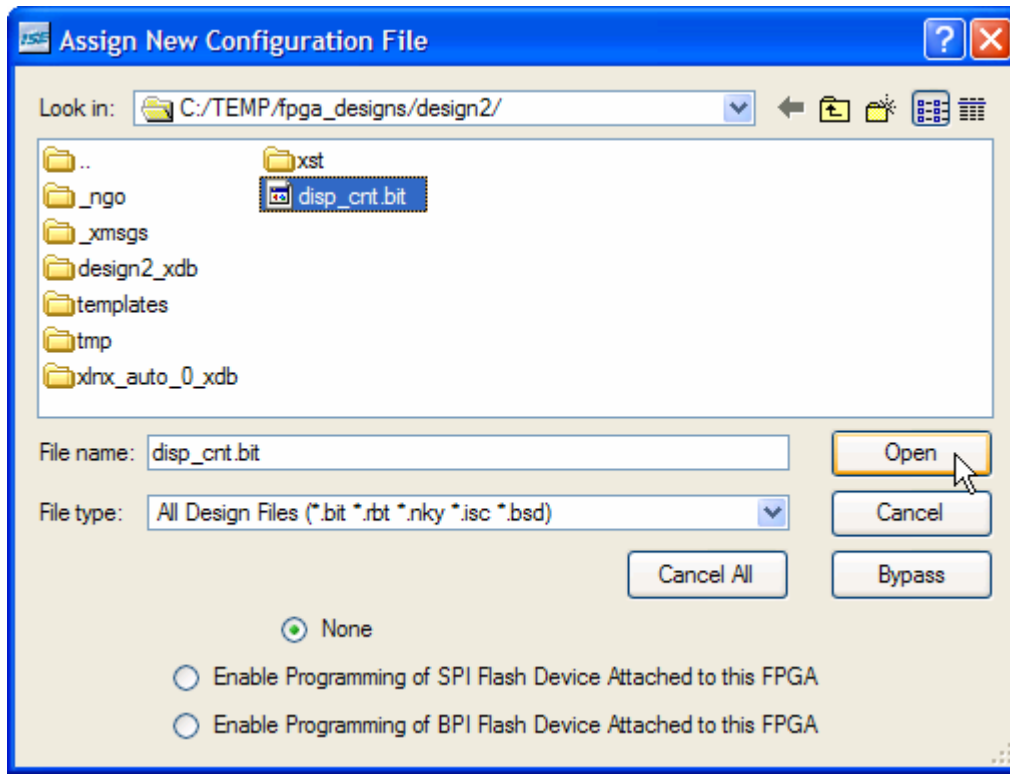 ISE Assign New Configuration File
Look in: C:/TEMP/fpga_designs/design2/
.. xst
_ngo disp_cnt.bit
_xmsgs
design2_xdb
templates
tmp
xlnx_auto_0_xdb
File name: disp_cnt.bit Open
File type: All Design Files (*.bit *.rbt *.nky *.isc *.bsd) Cancel
Cancel All Bypass
None
Enable Programming of SPI Flash Device Attached to this FPGA
Enable Programming of BPI Flash Device Attached to this FPGA